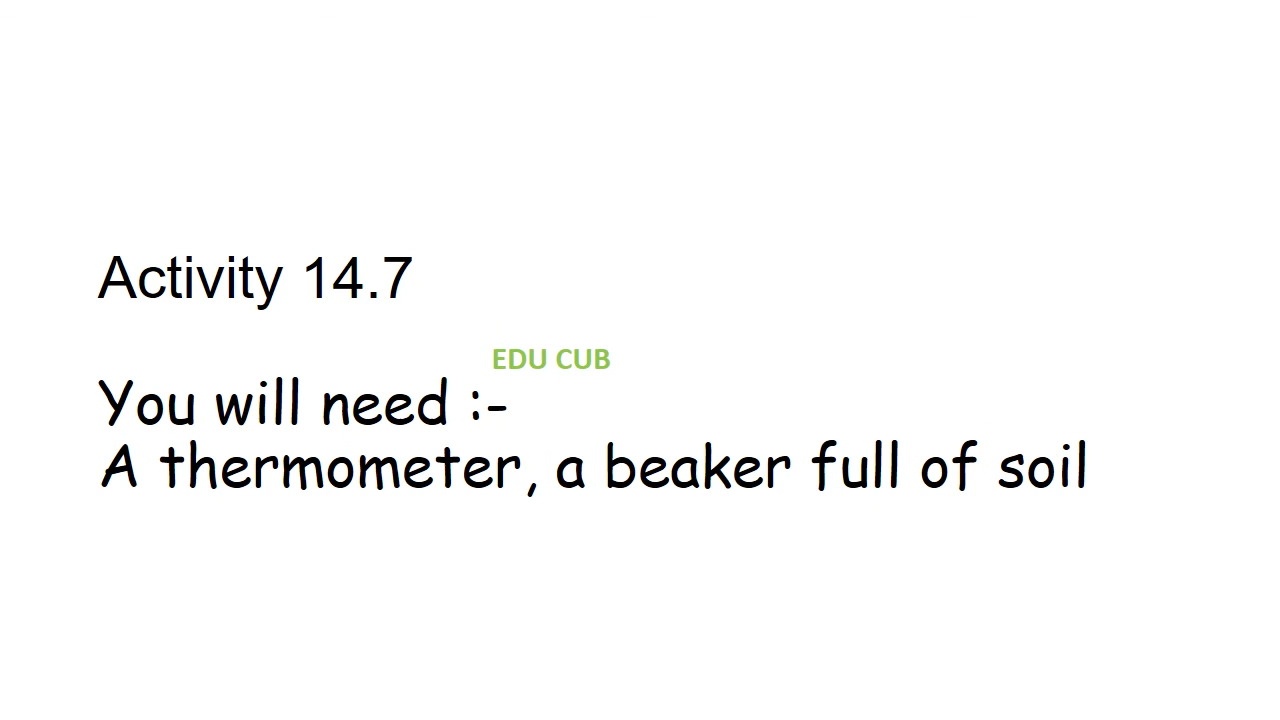 Activity 14.7
EDU CUB
You will need :-
A thermometer, a beaker full of soil